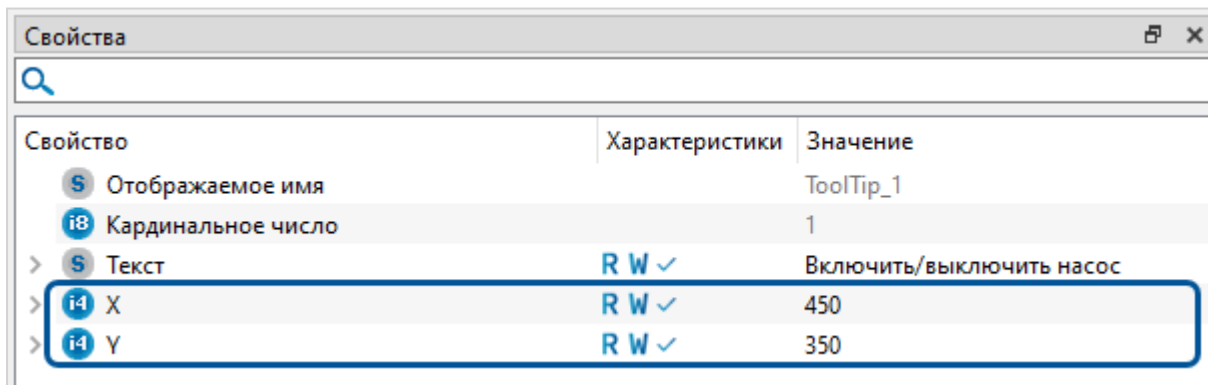 Свойства
Свойство Характеристики Значение
S Отображаемое имя ToolTip_1
i8 Кардинальное число 1
S Текст R W Включить/выключить насос
i4 X R W 450
i4 Y R W 350